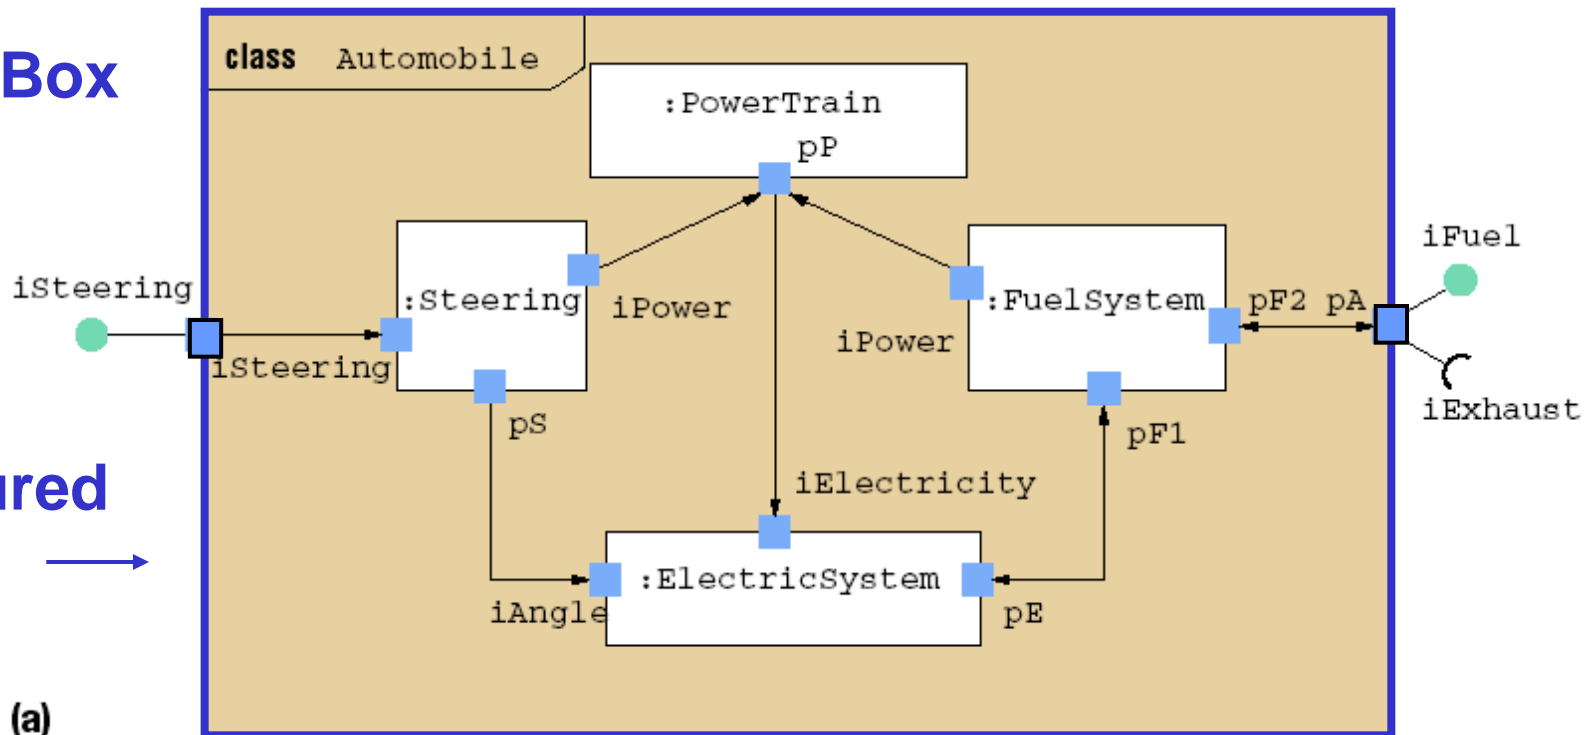 Box
class Automobile
:PowerTrain
pP
iSteering
:Steering
iSteering
iPower
pS
:FuelSystem
iPower
pF2 pA
pF1
iFuel
iExhaust
ured
iElectricity
:ElectricSystem
iAngle
pE
(a)